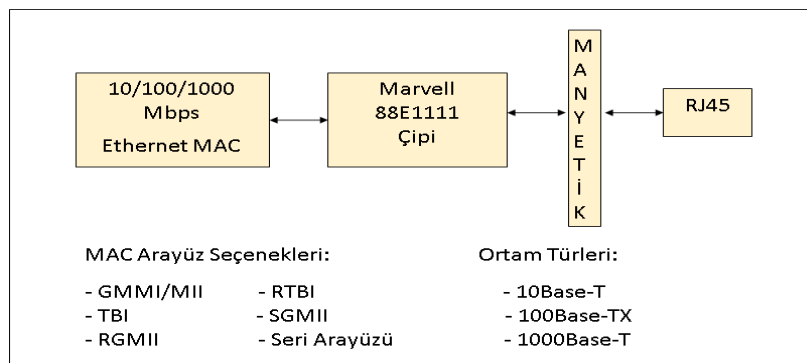 10/100/1000
Mbps
Ethernet MAC
Marvell
88E1111
Çipi
MANYETİK
RJ45
MAC Arayüz Seçenekleri:
- GMMI/MII
- TBI
- RGMII
- RTBI
- SGMII
- Seri Arayüzü
Ortam Türleri:
- 10Base-T
- 100Base-TX
- 1000Base-T